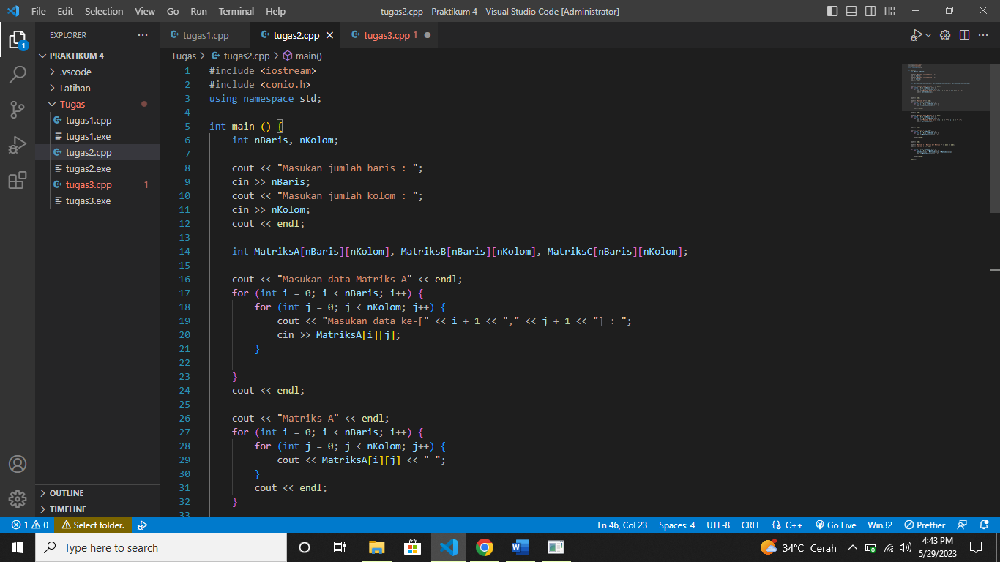 File Edit Selection View Go Run Terminal Help tugas2.cpp - Praktikum 4 - Visual Studio Code [Administrator]
EXPLORER
PRAKTIKUM 4
.vscode
Latihan
Tugas
tugas1.cpp
tugas1.exe
tugas2.cpp
tugas2.exe
tugas3.cpp 1
tugas3.exe
OUTLINE
TIMELINE
1
tugas1.cpp tugas2.cpp tugas3.cpp 1
Tugas > tugas2.cpp > main()
1 #include <iostream>
2 #include <conio.h>
3 using namespace std;
4
5 int main () {
6 int nBaris, nKolom;
7
8 cout << "Masukan jumlah baris : ";
9 cin >> nBaris;
10 cout << "Masukan jumlah kolom : ";
11 cin >> nKolom;
12 cout << endl;
13
14 int MatriksA[nBaris][nKolom], MatriksB[nBaris][nKolom], MatriksC[nBaris][nKolom];
15
16 cout << "Masukan data Matriks A" << endl;
17 for (int i = 0; i < nBaris; i++) {
18 for (int j = 0; j < nKolom; j++) {
19 cout << "Masukan data ke-[" << i + 1 << "," << j + 1 << "] : ";
20 cin >> MatriksA[i][j];
21 }
22
23 }
24 cout << endl;
25
26 cout << "Matriks A" << endl;
27 for (int i = 0; i < nBaris; i++) {
28 for (int j = 0; j < nKolom; j++) {
29 cout << MatriksA[i][j] << " ";
30 }
31 cout << endl;
32 }
33
1 0 Select folder. Ln 46, Col 23 Spaces: 4 UTF-8 CRLF {} C++ Go Live Win32 Prettier
Type here to search 34°C Cerah 4:43 PM
5/29/2023